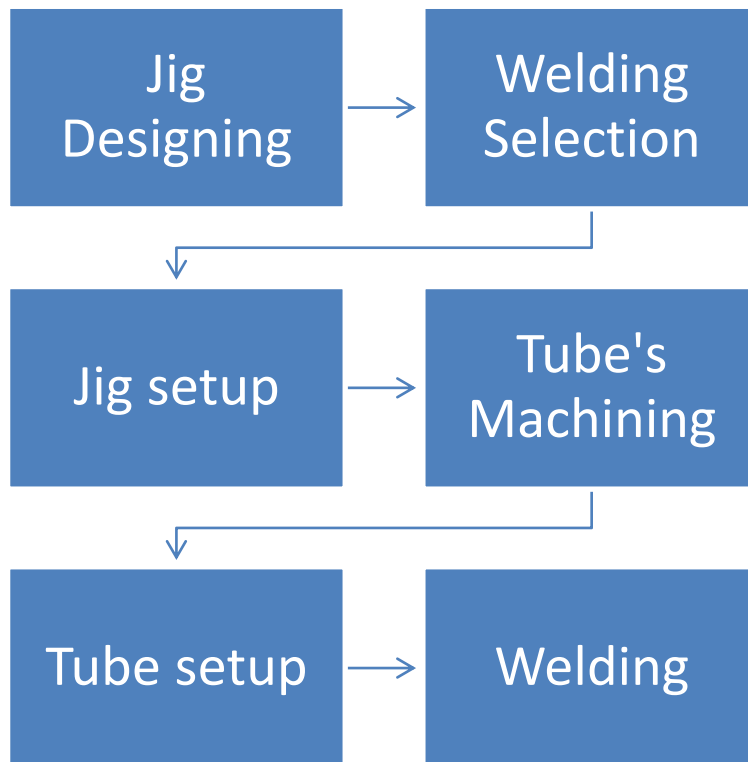 Jig
Designing
Welding
Selection
Jig setup
Tube's
Machining
Tube setup
Welding